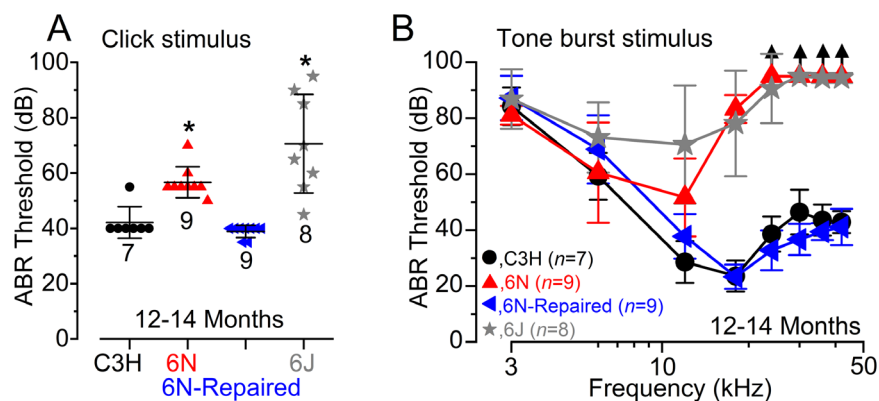 A
Click stimulus
ABR Threshold (dB)
100
80
60
40
20
0
*
*
7
9
9
8
12-14 Months
C3H
6N
6N-Repaired
6J
B
Tone burst stimulus
ABR Threshold (dB)
100
80
60
40
20
0
,C3H (n=7)
,6N (n=9)
,6N-Repaired (n=9)
,6J (n=8)
12-14 Months
3
10
50
Frequency (kHz)